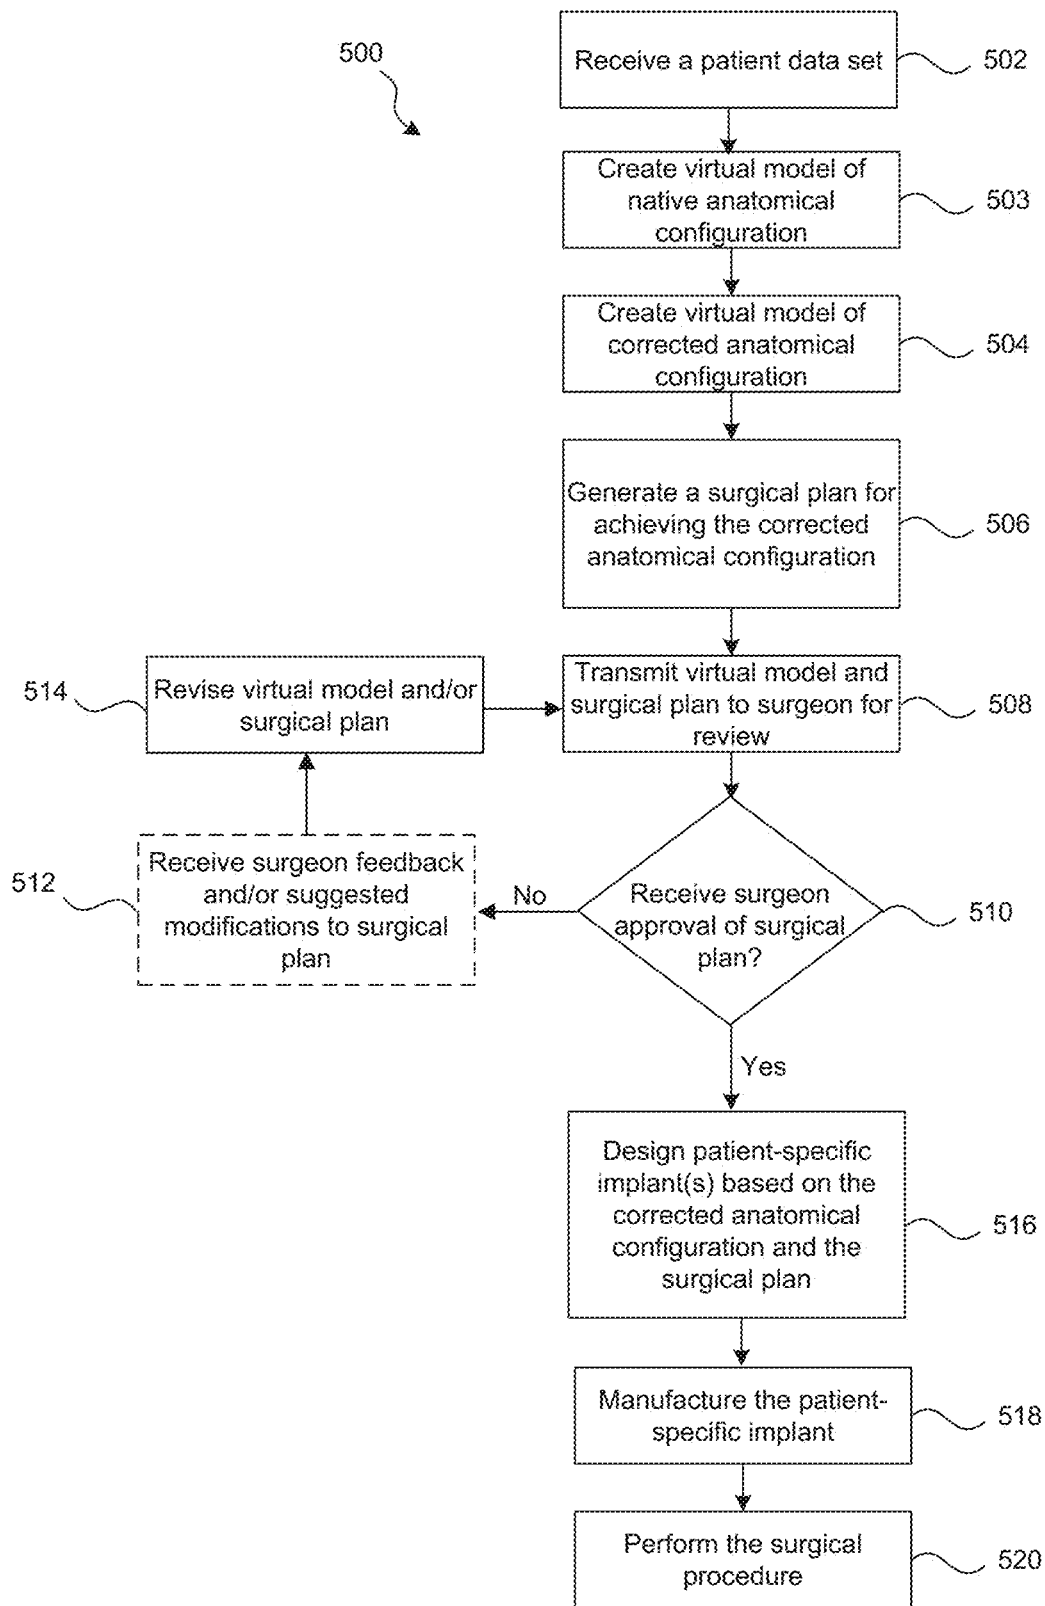 500
Receive a patient data set
502
Create virtual model of
native anatomical
configuration
503
Create virtual model of
corrected anatomical
configuration
504
Generate a surgical plan for
achieving the corrected
anatomical configuration
506
514
Revise virtual model and/or
surgical plan
Transmit virtual model and
surgical plan to surgeon for
review
508
512
Receive surgeon feedback
and/or suggested
modifications to surgical
plan
No
Receive surgeon
approval of surgical
plan?
510
Yes
Design patient-specific
implant(s) based on the
corrected anatomical
configuration and the
surgical plan
516
Manufacture the patient-
specific implant
518
Perform the surgical
procedure
520